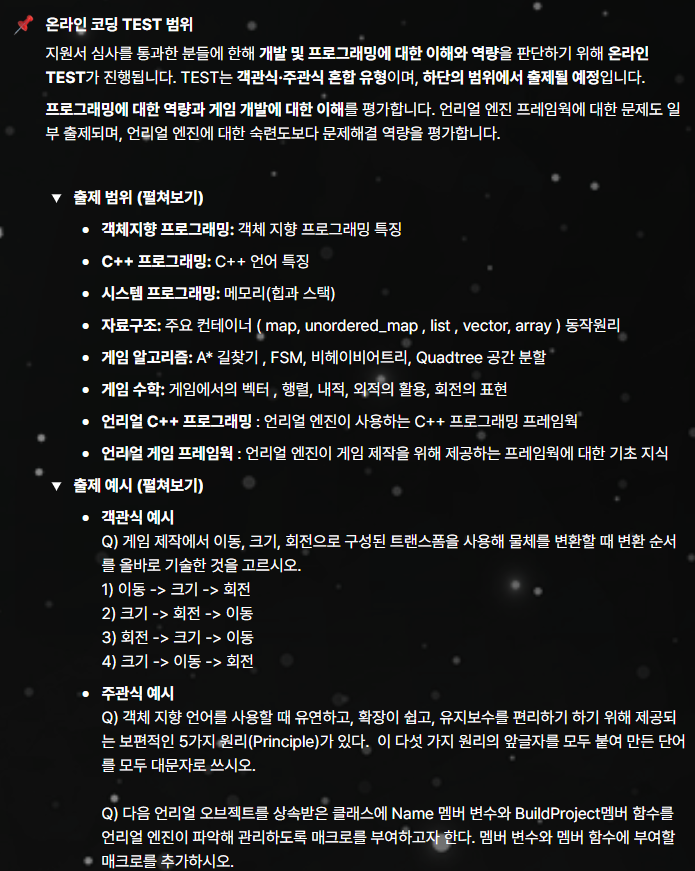 📌 온라인 코딩 TEST 범위
지원서 심사를 통과한 분들에 한해 개발 및 프로그래밍에 대한 이해와 역량을 판단하기 위해 온라인
TEST가 진행됩니다. TEST는 객관식·주관식 혼합 유형이며, 하단의 범위에서 출제될 예정입니다.
프로그래밍에 대한 역량과 게임 개발에 대한 이해를 평가합니다. 언리얼 엔진 프레임웍에 대한 문제도 일
부 출제되며, 언리얼 엔진에 대한 숙련도보다 문제해결 역량을 평가합니다.
▼ 출제 범위 (펼쳐보기)
• 객체지향 프로그래밍: 객체 지향 프로그래밍 특징
• C++ 프로그래밍: C++ 언어 특징
• 시스템 프로그래밍: 메모리(힙과 스택)
• 자료구조: 주요 컨테이너 ( map, unordered_map , list , vector, array ) 동작원리
• 게임 알고리즘: A* 길찾기 , FSM, 비헤이비어트리, Quadtree 공간 분할
• 게임 수학: 게임에서의 벡터 , 행렬, 내적, 외적의 활용, 회전의 표현
• 언리얼 C++ 프로그래밍 : 언리얼 엔진이 사용하는 C++ 프로그래밍 프레임웍
• 언리얼 게임 프레임웍 : 언리얼 엔진이 게임 제작을 위해 제공하는 프레임웍에 대한 기초 지식
▼ 출제 예시 (펼쳐보기)
• 객관식 예시
Q) 게임 제작에서 이동, 크기, 회전으로 구성된 트랜스폼을 사용해 물체를 변환할 때 변환 순서
를 올바로 기술한 것을 고르시오.
1) 이동 -> 크기 -> 회전
2) 크기 -> 회전 -> 이동
3) 회전 -> 크기 -> 이동
4) 크기 -> 이동 -> 회전
• 주관식 예시
Q) 객체 지향 언어를 사용할 때 유연하고, 확장이 쉽고, 유지보수를 편리하기 하기 위해 제공되
는 보편적인 5가지 원리(Principle)가 있다. 이 다섯 가지 원리의 앞글자를 모두 붙여 만든 단어
를 모두 대문자로 쓰시오.
Q) 다음 언리얼 오브젝트를 상속받은 클래스에 Name 멤버 변수와 BuildProject멤버 함수를
언리얼 엔진이 파악해 관리하도록 매크로를 부여하고자 한다. 멤버 변수와 멤버 함수에 부여할
매크로를 추가하시오.